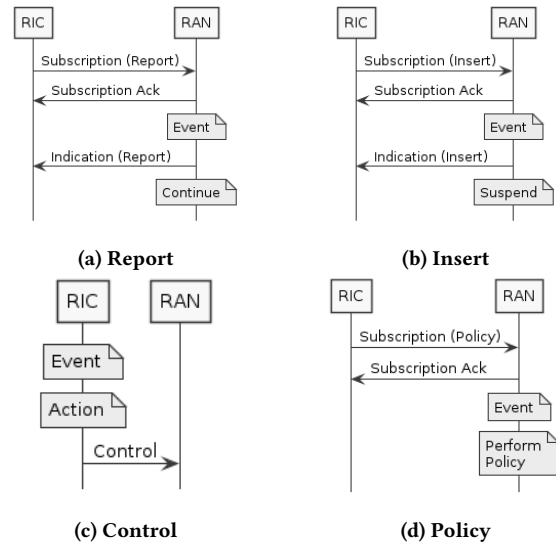 RIC
RAN
Subscription (Report)
Subscription Ack
Event
Indication (Report)
Continue
(a) Report
RIC
RAN
Subscription (Insert)
Subscription Ack
Event
Indication (Insert)
Suspend
(b) Insert
RIC
RAN
Event
Action
Control
(c) Control
RIC
RAN
Subscription (Policy)
Subscription Ack
Event
Perform
Policy
(d) Policy